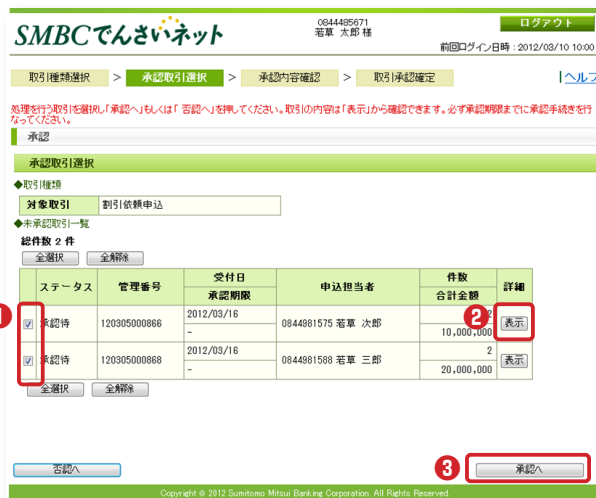 SMBCでんさいネット
0844485671
若草 太郎 様
ログアウト
前回ログイン日時：2012/03/10 10:00
取引種類選択 > 承認取引選択 > 承認内容確認 > 取引承認確定
ヘルプ
処理を行う取引を選択し「承認へ」もしくは「 否認へ」を押してください。取引の内容は「表示」から確認できます。必ず承認期限までに承認手続きを行
なってください。
承認
承認取引選択
◆取引種類
対象取引 割引依頼申込
◆未承認取引一覧
総件数 2 件
全選択 全解除
ステータス 管理番号 受付日 申込担当者 件数 詳細
承認期限 合計金額
❶
承認待 120305000866 2012/03/16 0844981575 若草 次郎 2 ❷ 表示
- 10,000,000
承認待 120305000868 2012/03/16 0844981588 若草 三郎 2 表示
- 20,000,000
全選択 全解除
否認へ ❸ 承認へ
Copyright © 2012 Sumitomo Mitsui Banking Corporation. All Rights Reserved.